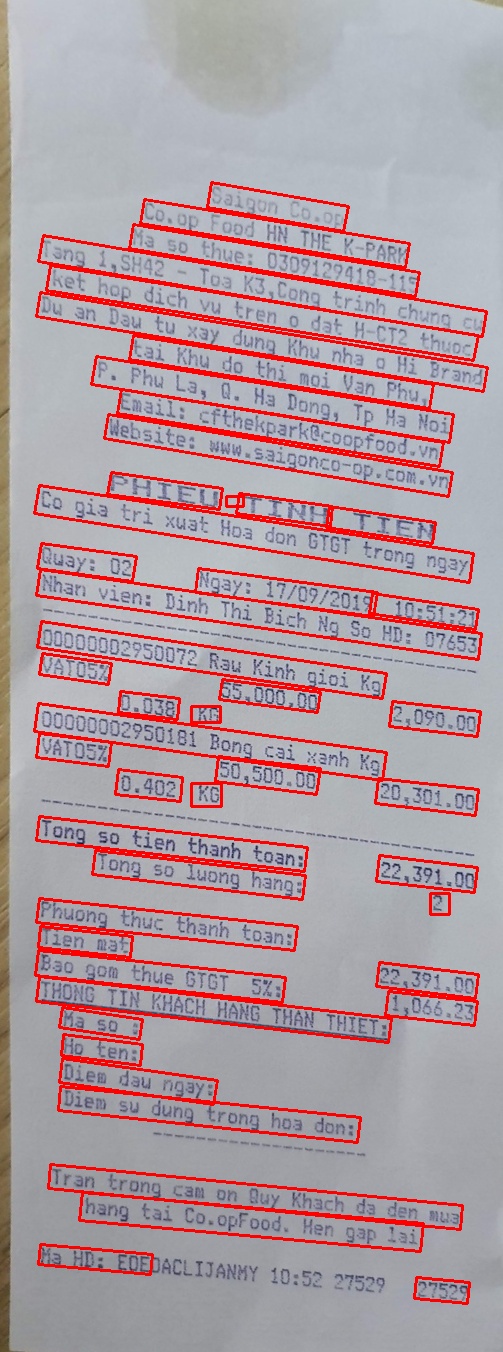 Saigon Co.op
Co.op Food HN THE K-PARK
Ma so thue: 0309129418-115
Tang 1,SH42 - Toa K3,Cong trinh chung cu
ket hop dich vu tren o dat H-CT2 thuoc
Du an Dau tu xay dung Khu nha o Hi Brand
tai Khu do thi moi Van Phu,
P. Phu La, Q. Ha Dong, Tp Ha Noi
Email: cfthekpark@coopfood.vn
Website: www.saigonco-op.com.vn
PHIEU TINH TIEN
Co gia tri xuat Hoa don GTGT trong ngay
Quay: 02 Ngay: 17/09/2019 10:51:21
Nhan vien: Dinh Thi Bich Ng So HD: 07653
00000002950072 Rau Kinh gioi Kg
VAT05% 55,000.00
0.038 KG 2,090.00
00000002950181 Bong cai xanh Kg
VAT05% 50,500.00
0.402 KG 20,301.00
Tong so tien thanh toan: 22,391.00
Tong so luong hang: 2
Phuong thuc thanh toan:
Tien mat 22,391.00
Bao gom thue GTGT 5%: 1,066.23
THONG TIN KHACH HANG THAN THIET:
Ma so :
Ho ten:
Diem dau ngay:
Diem su dung trong hoa don:
Tran trong cam on Quy Khach da den mua
hang tai Co.opFood. Hen gap lai
Ma HD: EOEDACLIJANMY 10:52 27529 27529